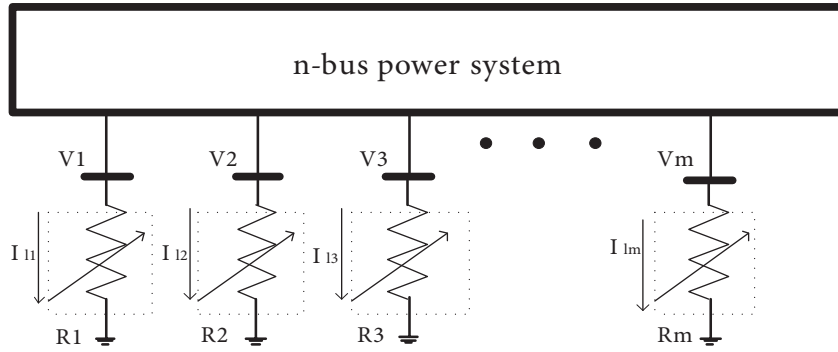 n-bus power system
V1 V2 V3 Vm
I l1 I l2 I l3 I lm
R1 R2 R3 Rm